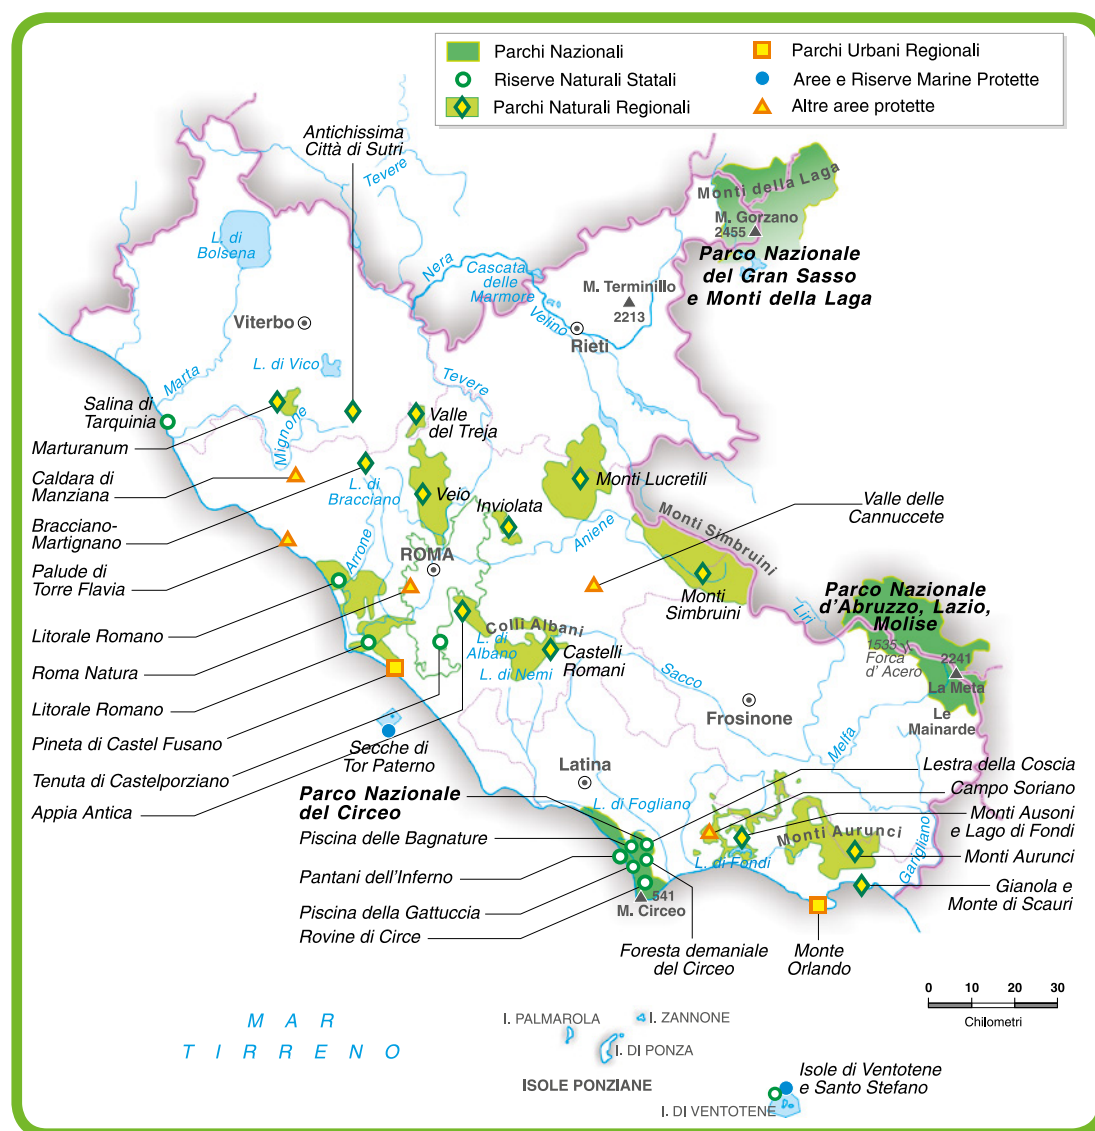 Parchi Nazionali
Riserve Naturali Statali
Parchi Naturali Regionali
Parchi Urbani Regionali
Aree e Riserve Marine Protette
Altre aree protette
Antichissima
Città di Sutri
Tevere
Monti della Laga
M. Gorzano
2455
Parco Nazionale
del Gran Sasso
e Monti della Laga
L. di
Bolsena
Nera
Cascata
delle
Marmore
M. Terminillo
2213
Velino
Rieti
Viterbo
L. di Vico
Marta
Tevere
Salina di
Tarquinia
Mignone
Valle
del Treja
Marturanum
Caldara di
Manziana
L. di
Bracciano
Veio
Inviolata
Monti Lucretili
Monti Simbruini
Valle delle
Cannuccete
Bracciano-
Martignano
Aniene
Arrone
ROMA
Palude di
Torre Flavia
Monti
Simbruini
Parco Nazionale
d'Abruzzo, Lazio,
Molise
Liri
Litorale Romano
Colli Albani
L. di
Albano
L. di Nemi
Castelli
Romani
1535
Forca
d' Acero
2241
La Meta
Le
Mainarde
Roma Natura
Sacco
Litorale Romano
Frosinone
Melfa
Pineta di Castel Fusano
Secche di
Tor Paterno
Tenuta di Castelporziano
Latina
Lestra della Coscia
Appia Antica
Parco Nazionale
del Circeo
L. di Fogliano
Campo Soriano
Monti Ausoni
e Lago di Fondi
Piscina delle Bagnature
Monti Aurunci
Garigliano
L. di Fondi
Monti Aurunci
Pantani dell'Inferno
Gianola e
Monte di Scauri
Piscina della Gattuccia
541
M. Circeo
Rovine di Circe
Foresta demaniale
del Circeo
Monte
Orlando
0 10 20 30
Chilometri
MAR
TIRRENO
I. PALMAROLA
I. ZANNONE
I. DI PONZA
ISOLE PONZIANE
Isole di Ventotene
e Santo Stefano
I. DI VENTOTENE